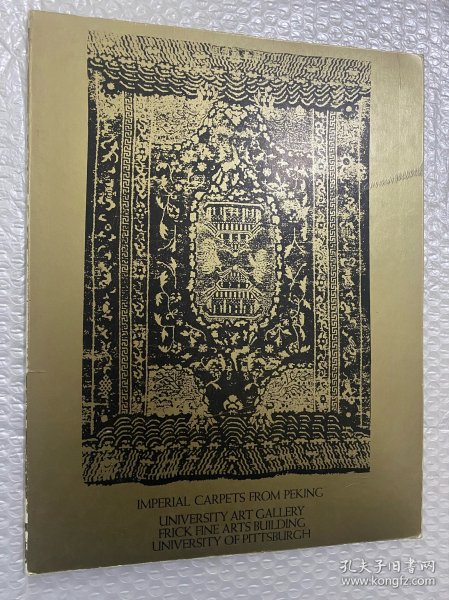 IMPERIAL CARPETS FROM PEKING
UNIVERSITY ART GALLERY
FRICK FINE ARTS BUILDING
UNIVERSITY OF PITTSBURGH
孔夫子旧书网
www.kongfz.com